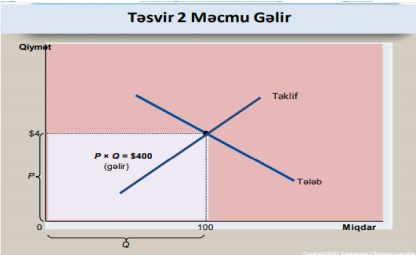 Təsvir 2 Məcmu Gəlir
Qiymət
Təklif
$4
P × Q = $400
(gəlir)
P
Tələb
0
100
Miqdar
Q